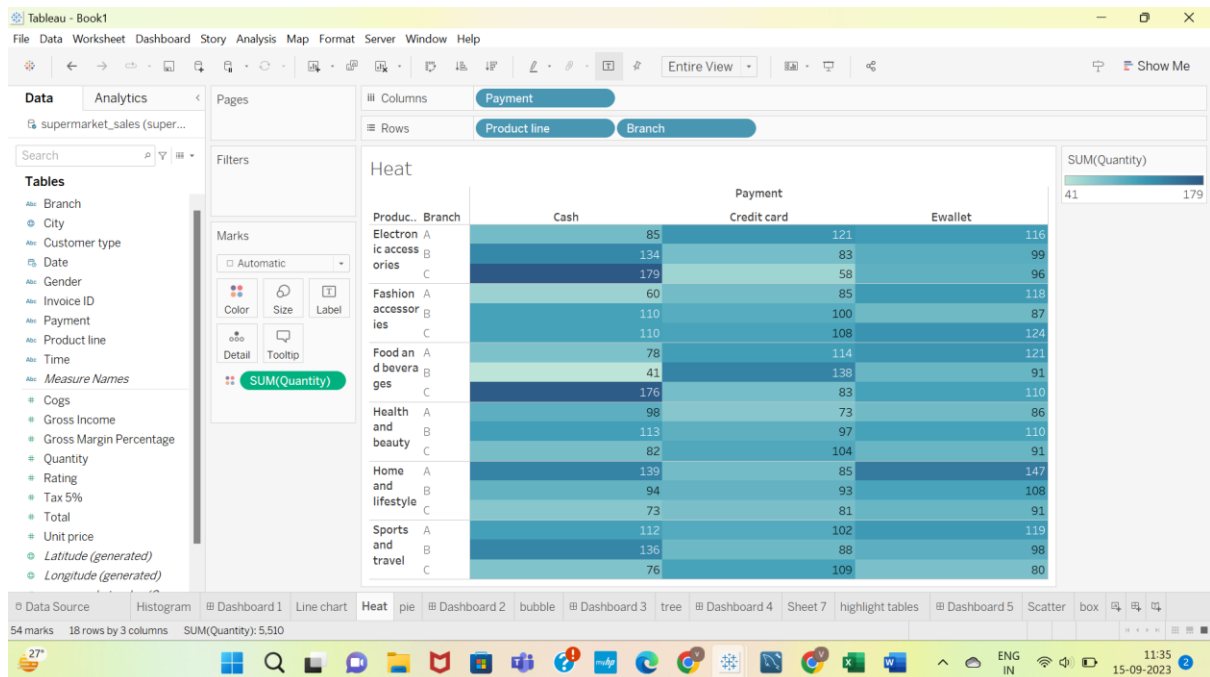 Tableau - Book1
File Data Worksheet Dashboard Story Analysis Map Format Server Window Help
Entire View
Show Me
Data Analytics
Pages
Columns Payment
supermarket_sales (super...
Rows Product line Branch
Search
Filters
Heat
SUM(Quantity)
41 179
Tables
Abc Branch
City
Abc Customer type
Date
Abc Gender
Abc Invoice ID
Abc Payment
Abc Product line
Abc Time
Abc Measure Names
# Cogs
# Gross Income
# Gross Margin Percentage
# Quantity
# Rating
# Tax 5%
# Total
# Unit price
Latitude (generated)
Longitude (generated)
Marks
Automatic
Color Size Label
Detail Tooltip
SUM(Quantity)
Payment
Produc.. Branch Cash Credit card Ewallet
Electron A 85 121 116
ic access B 134 83 99
ories C 179 58 96
Fashion A 60 85 118
accessor B 110 100 87
ies C 110 108 124
Food an A 78 114 121
d bevera B 41 138 91
ges C 176 83 110
Health A 98 73 86
and B 113 97 110
beauty C 82 104 91
Home A 139 85 147
and B 94 93 108
lifestyle C 73 81 91
Sports A 112 102 119
and B 136 88 98
travel C 76 109 80
Data Source Histogram Dashboard 1 Line chart Heat pie Dashboard 2 bubble Dashboard 3 tree Dashboard 4 Sheet 7 highlight tables Dashboard 5 Scatter box
54 marks 18 rows by 3 columns SUM(Quantity): 5,510
27°
myhp
V
V
X
W
ENG
IN
11:35
15-09-2023
2